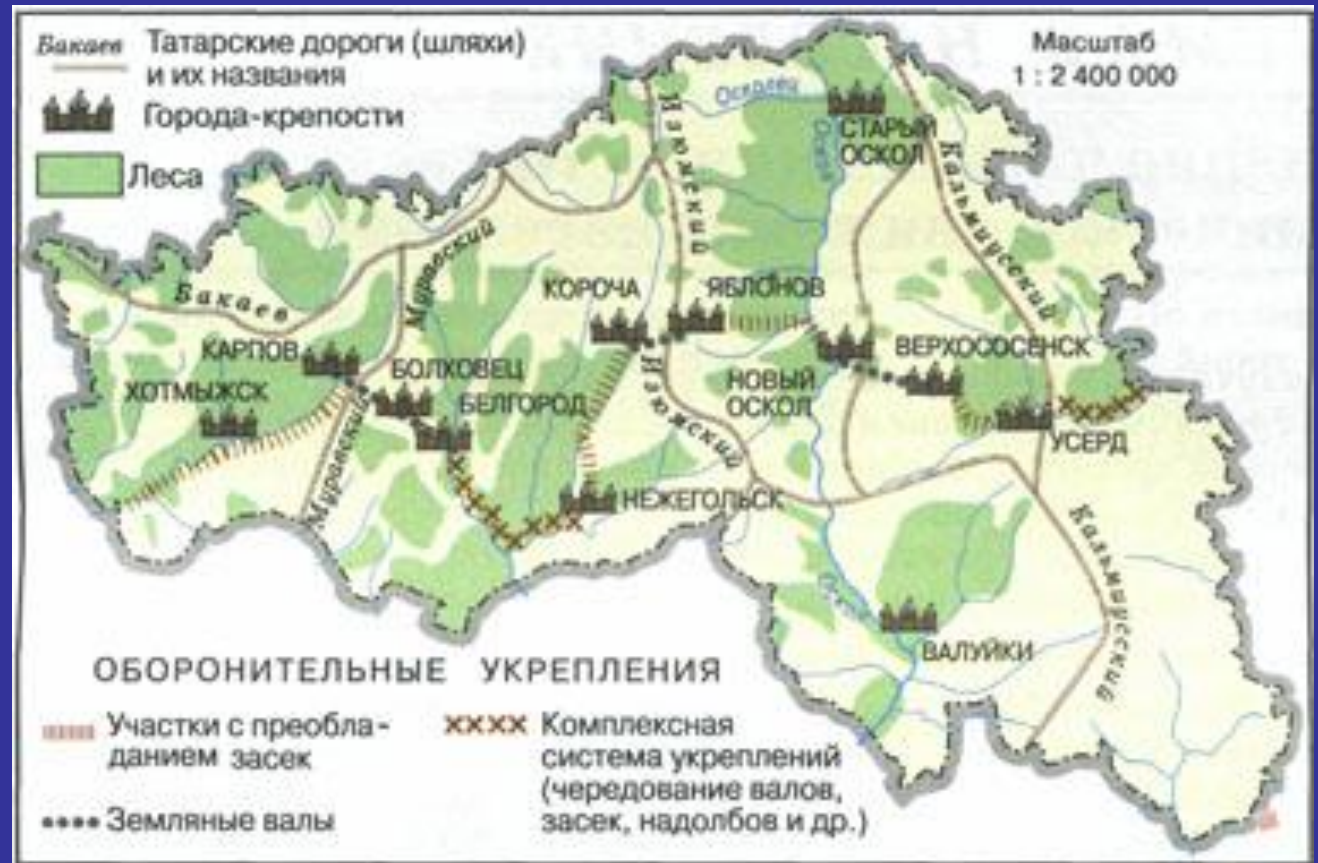 Бакаев Татарские дороги (шляхи)
и их названия
Города-крепости
Леса
Масштаб
1 : 2 400 000
Осколец
Оскол
СТАРЫЙ
ОСКОЛ
Изюмский
Кальмиусский
Муравский
Бакаев
КОРОЧА
ЯБЛОНОВ
КАРПОВ
БОЛХОВЕЦ
ВЕРХОСОСЕНСК
ХОТМЫЖСК
БЕЛГОРОД
НОВЫЙ
ОСКОЛ
Изюмский
УСЕРД
Муравский
НЕЖЕГОЛЬСК
Кальмиусский
Оскол
ВАЛУЙКИ
ОБОРОНИТЕЛЬНЫЕ УКРЕПЛЕНИЯ
Участки с преобла-
данием засек
Земляные валы
Комплексная
система укреплений
(чередование валов,
засек, надолбов и др.)